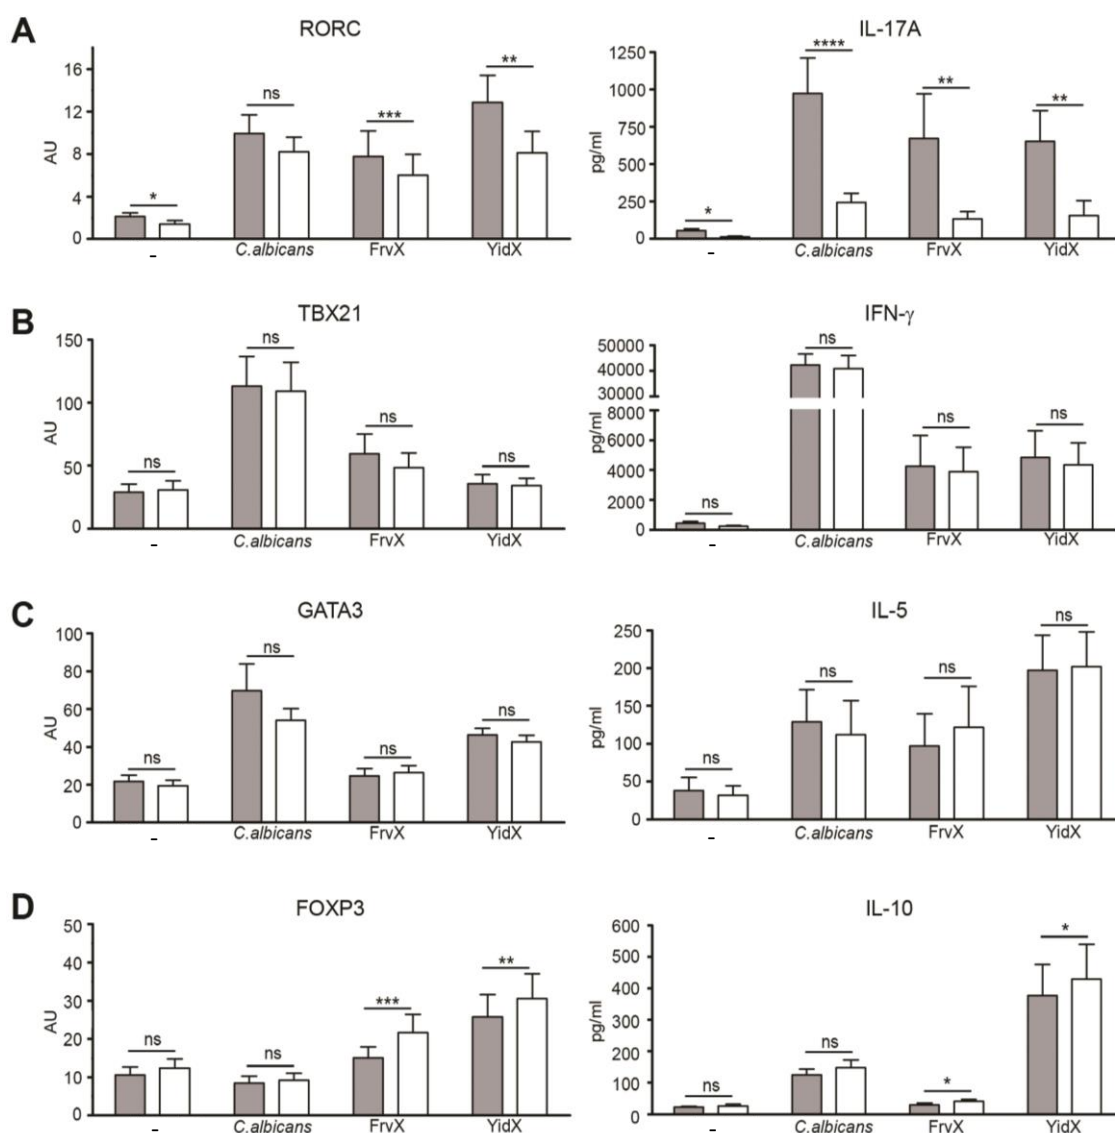 A
RORC
IL-17A
16
12
8
4
0
AU
*
ns
***
**
-
C.albicans
FrvX
YidX
1250
1000
750
500
250
0
pg/ml
*
****
**
**
-
C.albicans
FrvX
YidX
B
TBX21
IFN-γ
150
100
50
0
AU
ns
ns
ns
ns
-
C.albicans
FrvX
YidX
50000
40000
30000
8000
6000
4000
2000
0
pg/ml
ns
ns
ns
ns
-
C.albicans
FrvX
YidX
C
GATA3
IL-5
100
80
60
40
20
0
AU
ns
ns
ns
ns
-
C.albicans
FrvX
YidX
250
200
150
100
50
0
pg/ml
ns
ns
ns
ns
-
C.albicans
FrvX
YidX
D
FOXP3
IL-10
50
40
30
20
10
0
AU
ns
ns
***
**
-
C.albicans
FrvX
YidX
600
500
400
300
200
100
0
pg/ml
ns
ns
*
*
-
C.albicans
FrvX
YidX